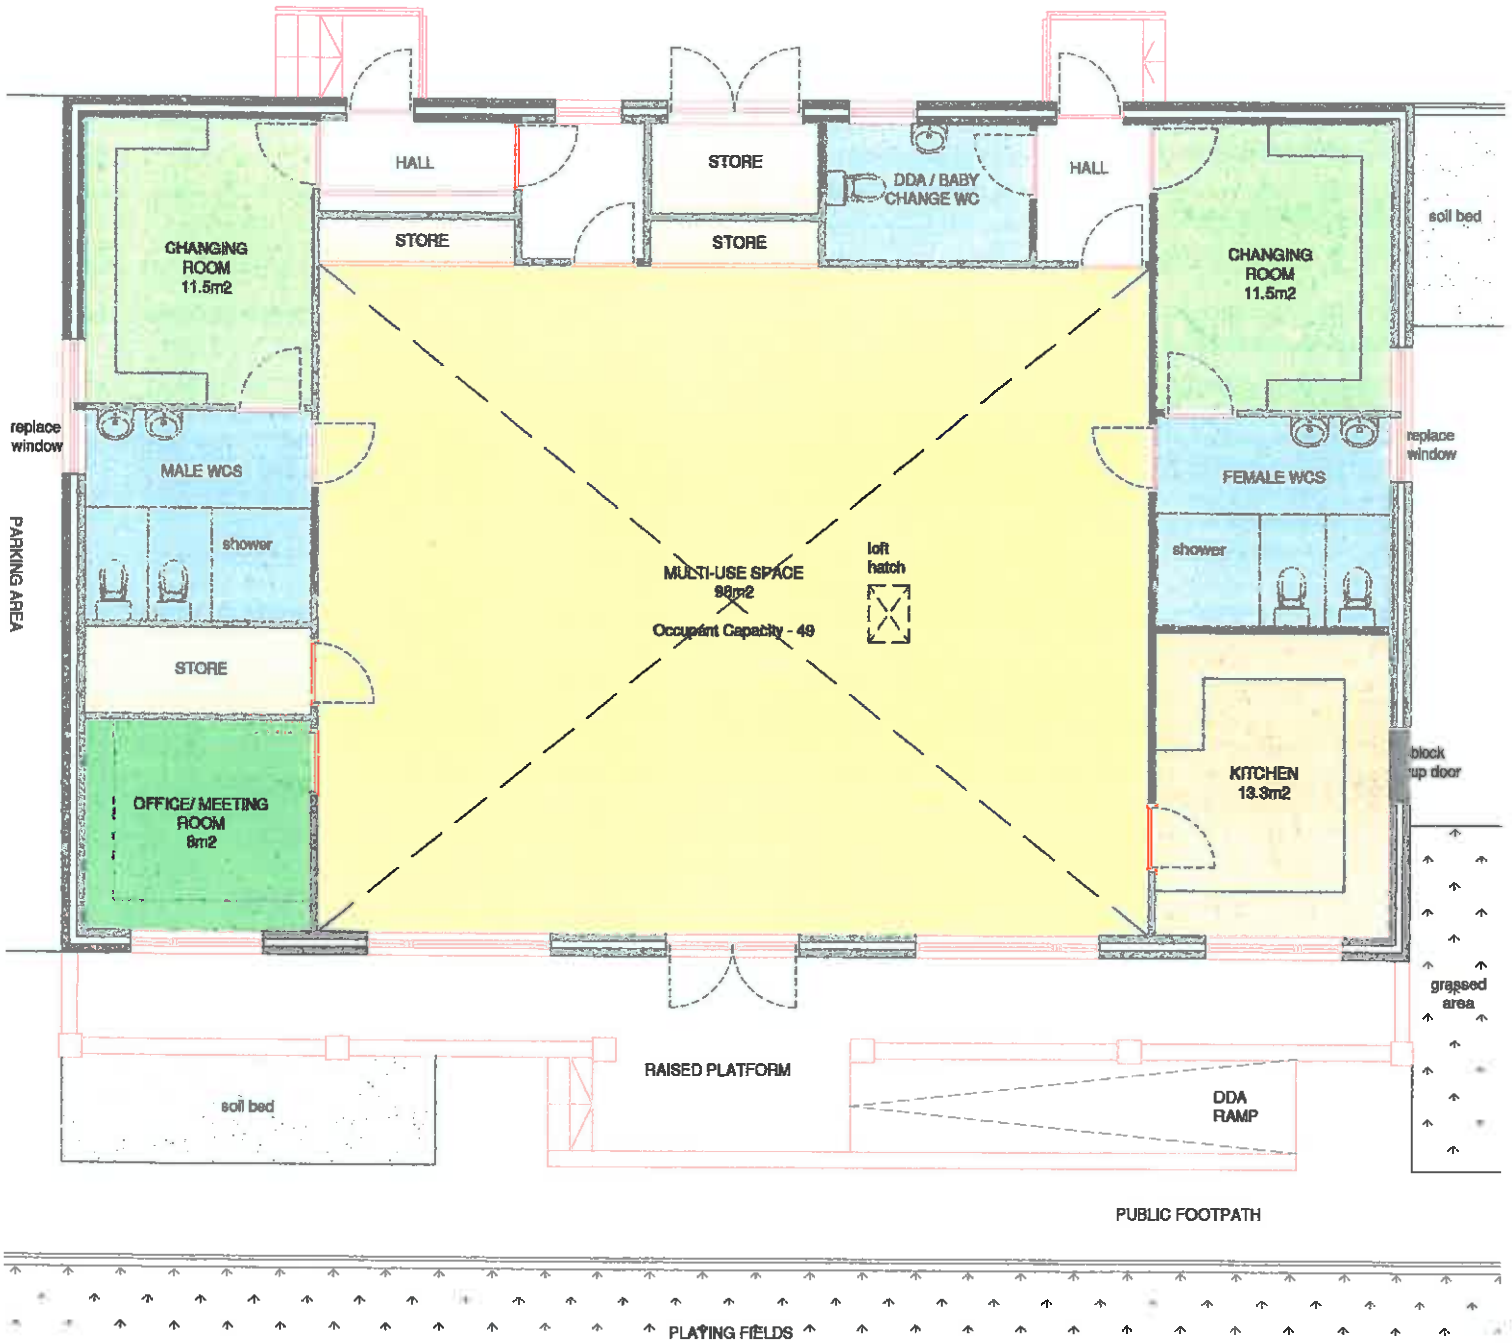 HALL
STORE
DDA / BABY
CHANGE WC
HALL
soil bed
STORE
STORE
CHANGING
ROOM
11.5m2
CHANGING
ROOM
11.5m2
replace
window
MALE WCS
FEMALE WCS
replace
window
PARKING AREA
shower
shower
loft
hatch
MULTI-USE SPACE
Occupant Capacity - 49
STORE
OFFICE/ MEETING
ROOM
KITCHEN
13.3m2
block
up door
grassed
area
RAISED PLATFORM
soil bed
DDA
RAMP
PUBLIC FOOTPATH
PLAYING FIELDS